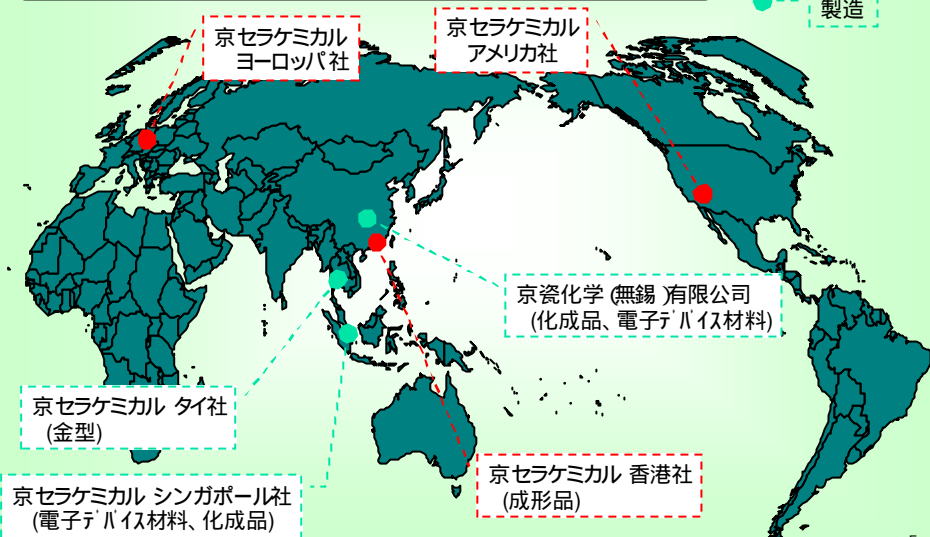 製造
京セラケミカル
ヨーロッパ社
京セラケミカル
アメリカ社
京瓷化学(無錫)有限公司
(化成品、電子ﾃﾞﾊﾞｲｽ材料)
京セラケミカル タイ社
(金型)
京セラケミカル 香港社
(成形品)
京セラケミカル シンガポール社
(電子ﾃﾞﾊﾞｲｽ材料、化成品)